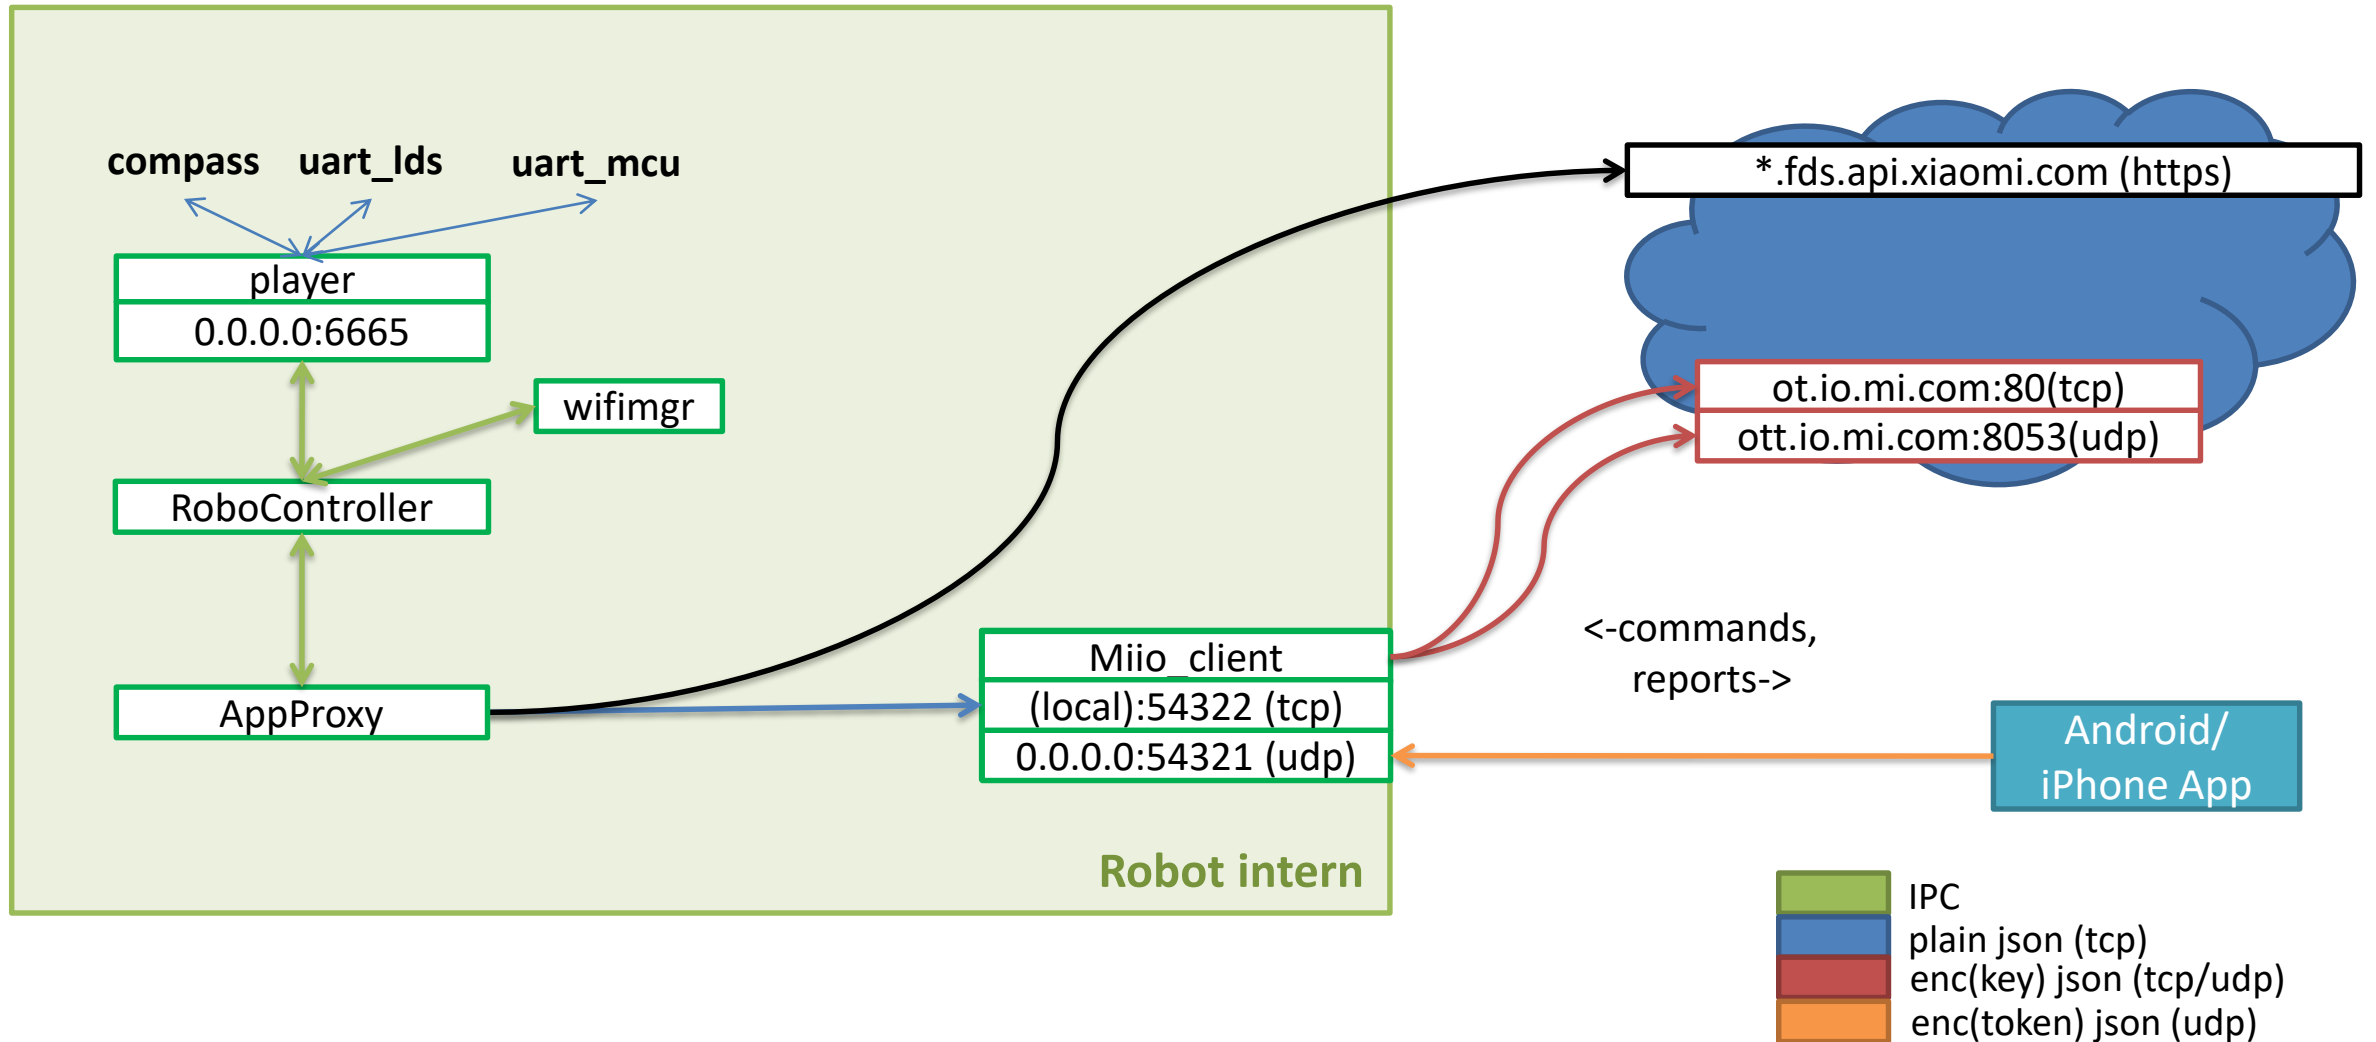 compass
uart_lds
uart_mcu
player
0.0.0.0:6665
wifimgr
RoboController
AppProxy
Miio_client
(local):54322 (tcp)
0.0.0.0:54321 (udp)
Robot intern
*.fds.api.xiaomi.com (https)
ot.io.mi.com:80(tcp)
ott.io.mi.com:8053(udp)
<-commands,
reports->
Android/
iPhone App
IPC
plain json (tcp)
enc(key) json (tcp/udp)
enc(token) json (udp)